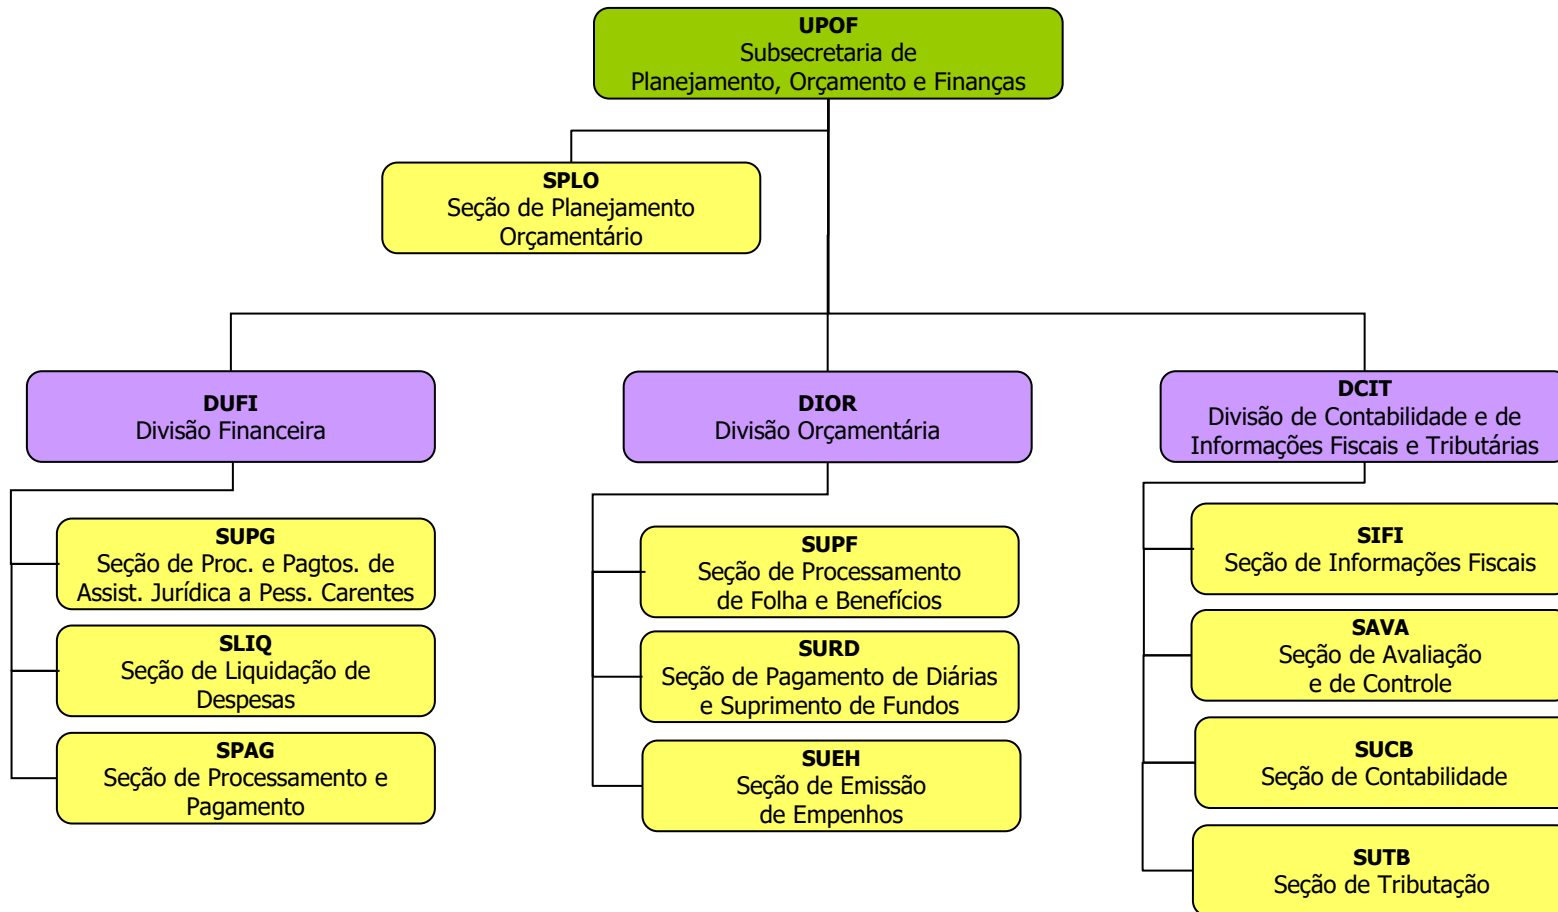 UPOF
Subsecretaria de
Planejamento, Orçamento e Finanças
SPLO
Seção de Planejamento
Orçamentário
DUFI
Divisão Financeira
SUPG
Seção de Proc. e Pagtos. de
Assist. Jurídica a Pess. Carentes
SLIQ
Seção de Liquidação de
Despesas
SPAG
Seção de Processamento e
Pagamento
DIOR
Divisão Orçamentária
SUPF
Seção de Processamento
de Folha e Benefícios
SURD
Seção de Pagamento de Diárias
e Suprimento de Fundos
SUEH
Seção de Emissão
de Empenhos
DCIT
Divisão de Contabilidade e de
Informações Fiscais e Tributárias
SIFI
Seção de Informações Fiscais
SAVA
Seção de Avaliação
e de Controle
SUCB
Seção de Contabilidade
SUTB
Seção de Tributação